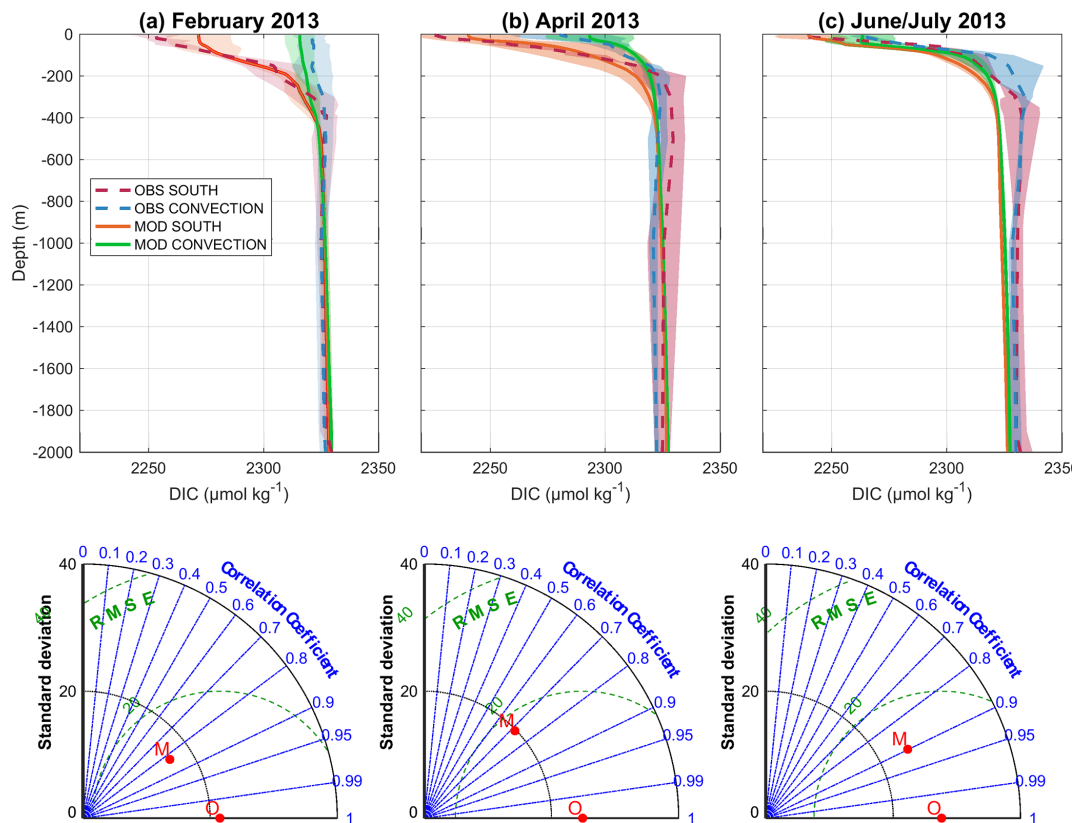 (a) February 2013
(b) April 2013
(c) June/July 2013
0
-200
-400
-600
-800
-1000
-1200
-1400
-1600
-1800
-2000
Depth (m)
OBS SOUTH
OBS CONVECTION
MOD SOUTH
MOD CONVECTION
2250
2300
2350
DIC (µmol kg⁻¹)
2250
2300
2350
DIC (µmol kg⁻¹)
2250
2300
2350
DIC (µmol kg⁻¹)
40
20
0
Standard deviation
0
0.1
0.2
0.3
0.4
0.5
0.6
0.7
0.8
0.9
0.95
0.99
1
Correlation Coefficient
RMSE
40
20
M
O
40
20
0
Standard deviation
0
0.1
0.2
0.3
0.4
0.5
0.6
0.7
0.8
0.9
0.95
0.99
1
Correlation Coefficient
RMSE
40
20
M
O
40
20
0
Standard deviation
0
0.1
0.2
0.3
0.4
0.5
0.6
0.7
0.8
0.9
0.95
0.99
1
Correlation Coefficient
RMSE
40
20
M
O